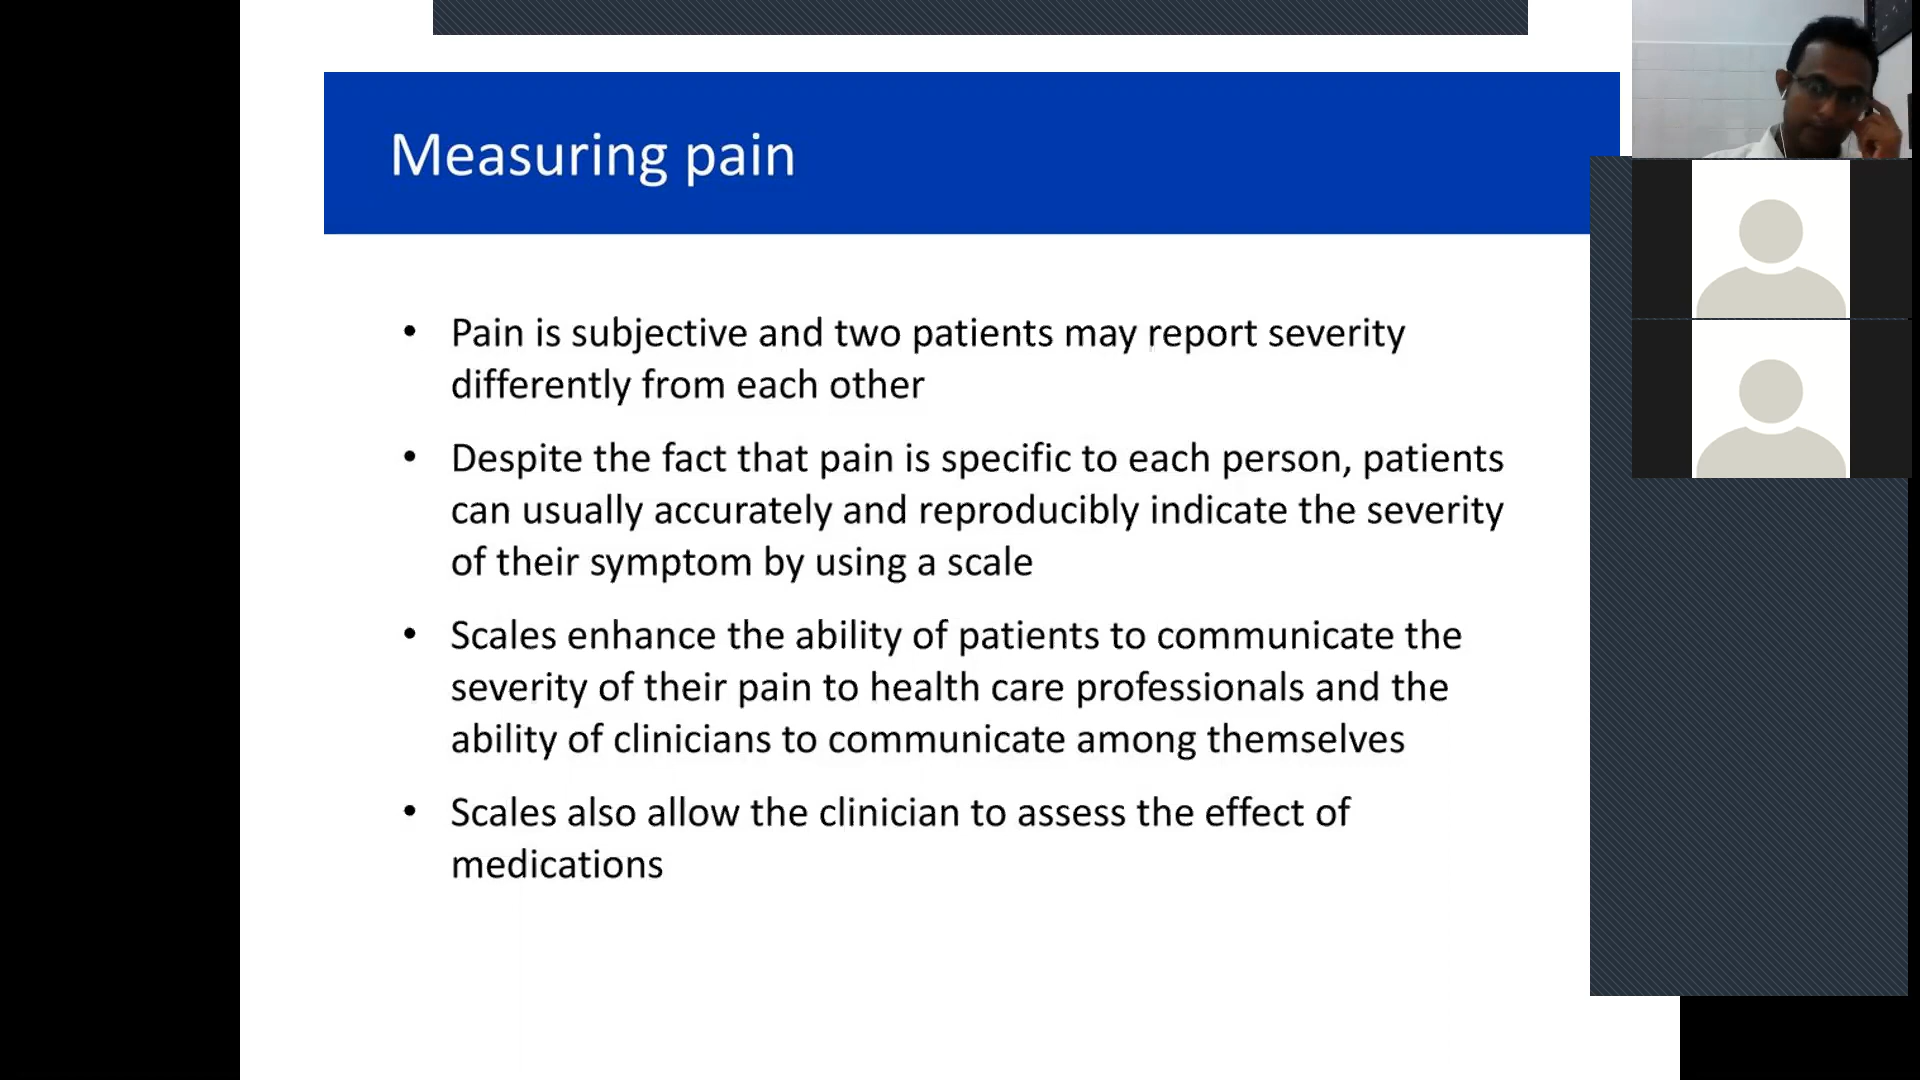 Measuring pain
• Pain is subjective and two patients may report severity
differently from each other
• Despite the fact that pain is specific to each person, patients
can usually accurately and reproducibly indicate the severity
of their symptom by using a scale
• Scales enhance the ability of patients to communicate the
severity of their pain to health care professionals and the
ability of clinicians to communicate among themselves
• Scales also allow the clinician to assess the effect of
medications